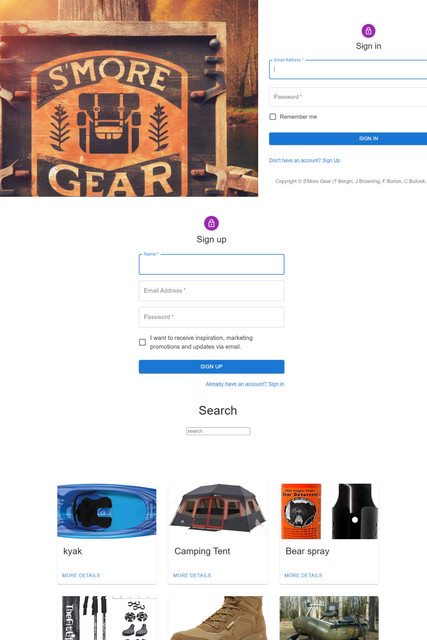 S'MORE
GEAR
Sign in
Email Address *
Password *
Remember me
SIGN IN
Don't have an account? Sign Up
Copyright © S'More Gear (T Bergin, J Browning, F Burton, C Bullock,
Sign up
Name *
Email Address *
Password *
I want to receive inspiration, marketing
promotions and updates via email.
SIGN UP
Already have an account? Sign in
Search
search
kyak
MORE DETAILS
Camping Tent
MORE DETAILS
Bear spray
MORE DETAILS